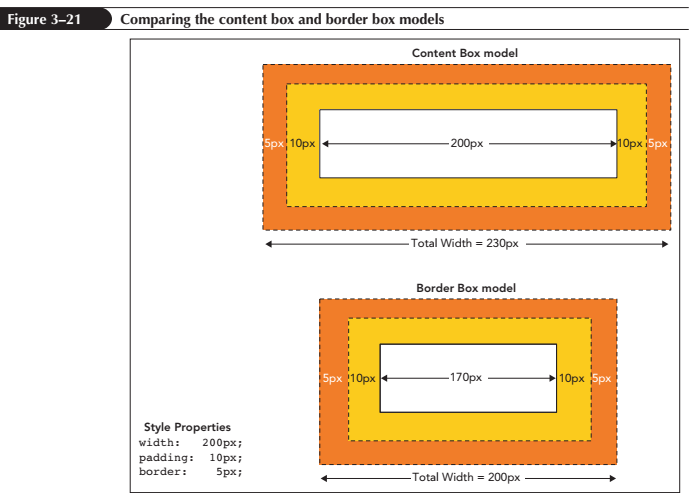 Figure 3–21 Comparing the content box and border box models
Content Box model
5px 10px 200px 10px 5px
Total Width = 230px
Border Box model
5px 10px 170px 10px 5px
Style Properties
width: 200px;
padding: 10px;
border: 5px;
Total Width = 200px